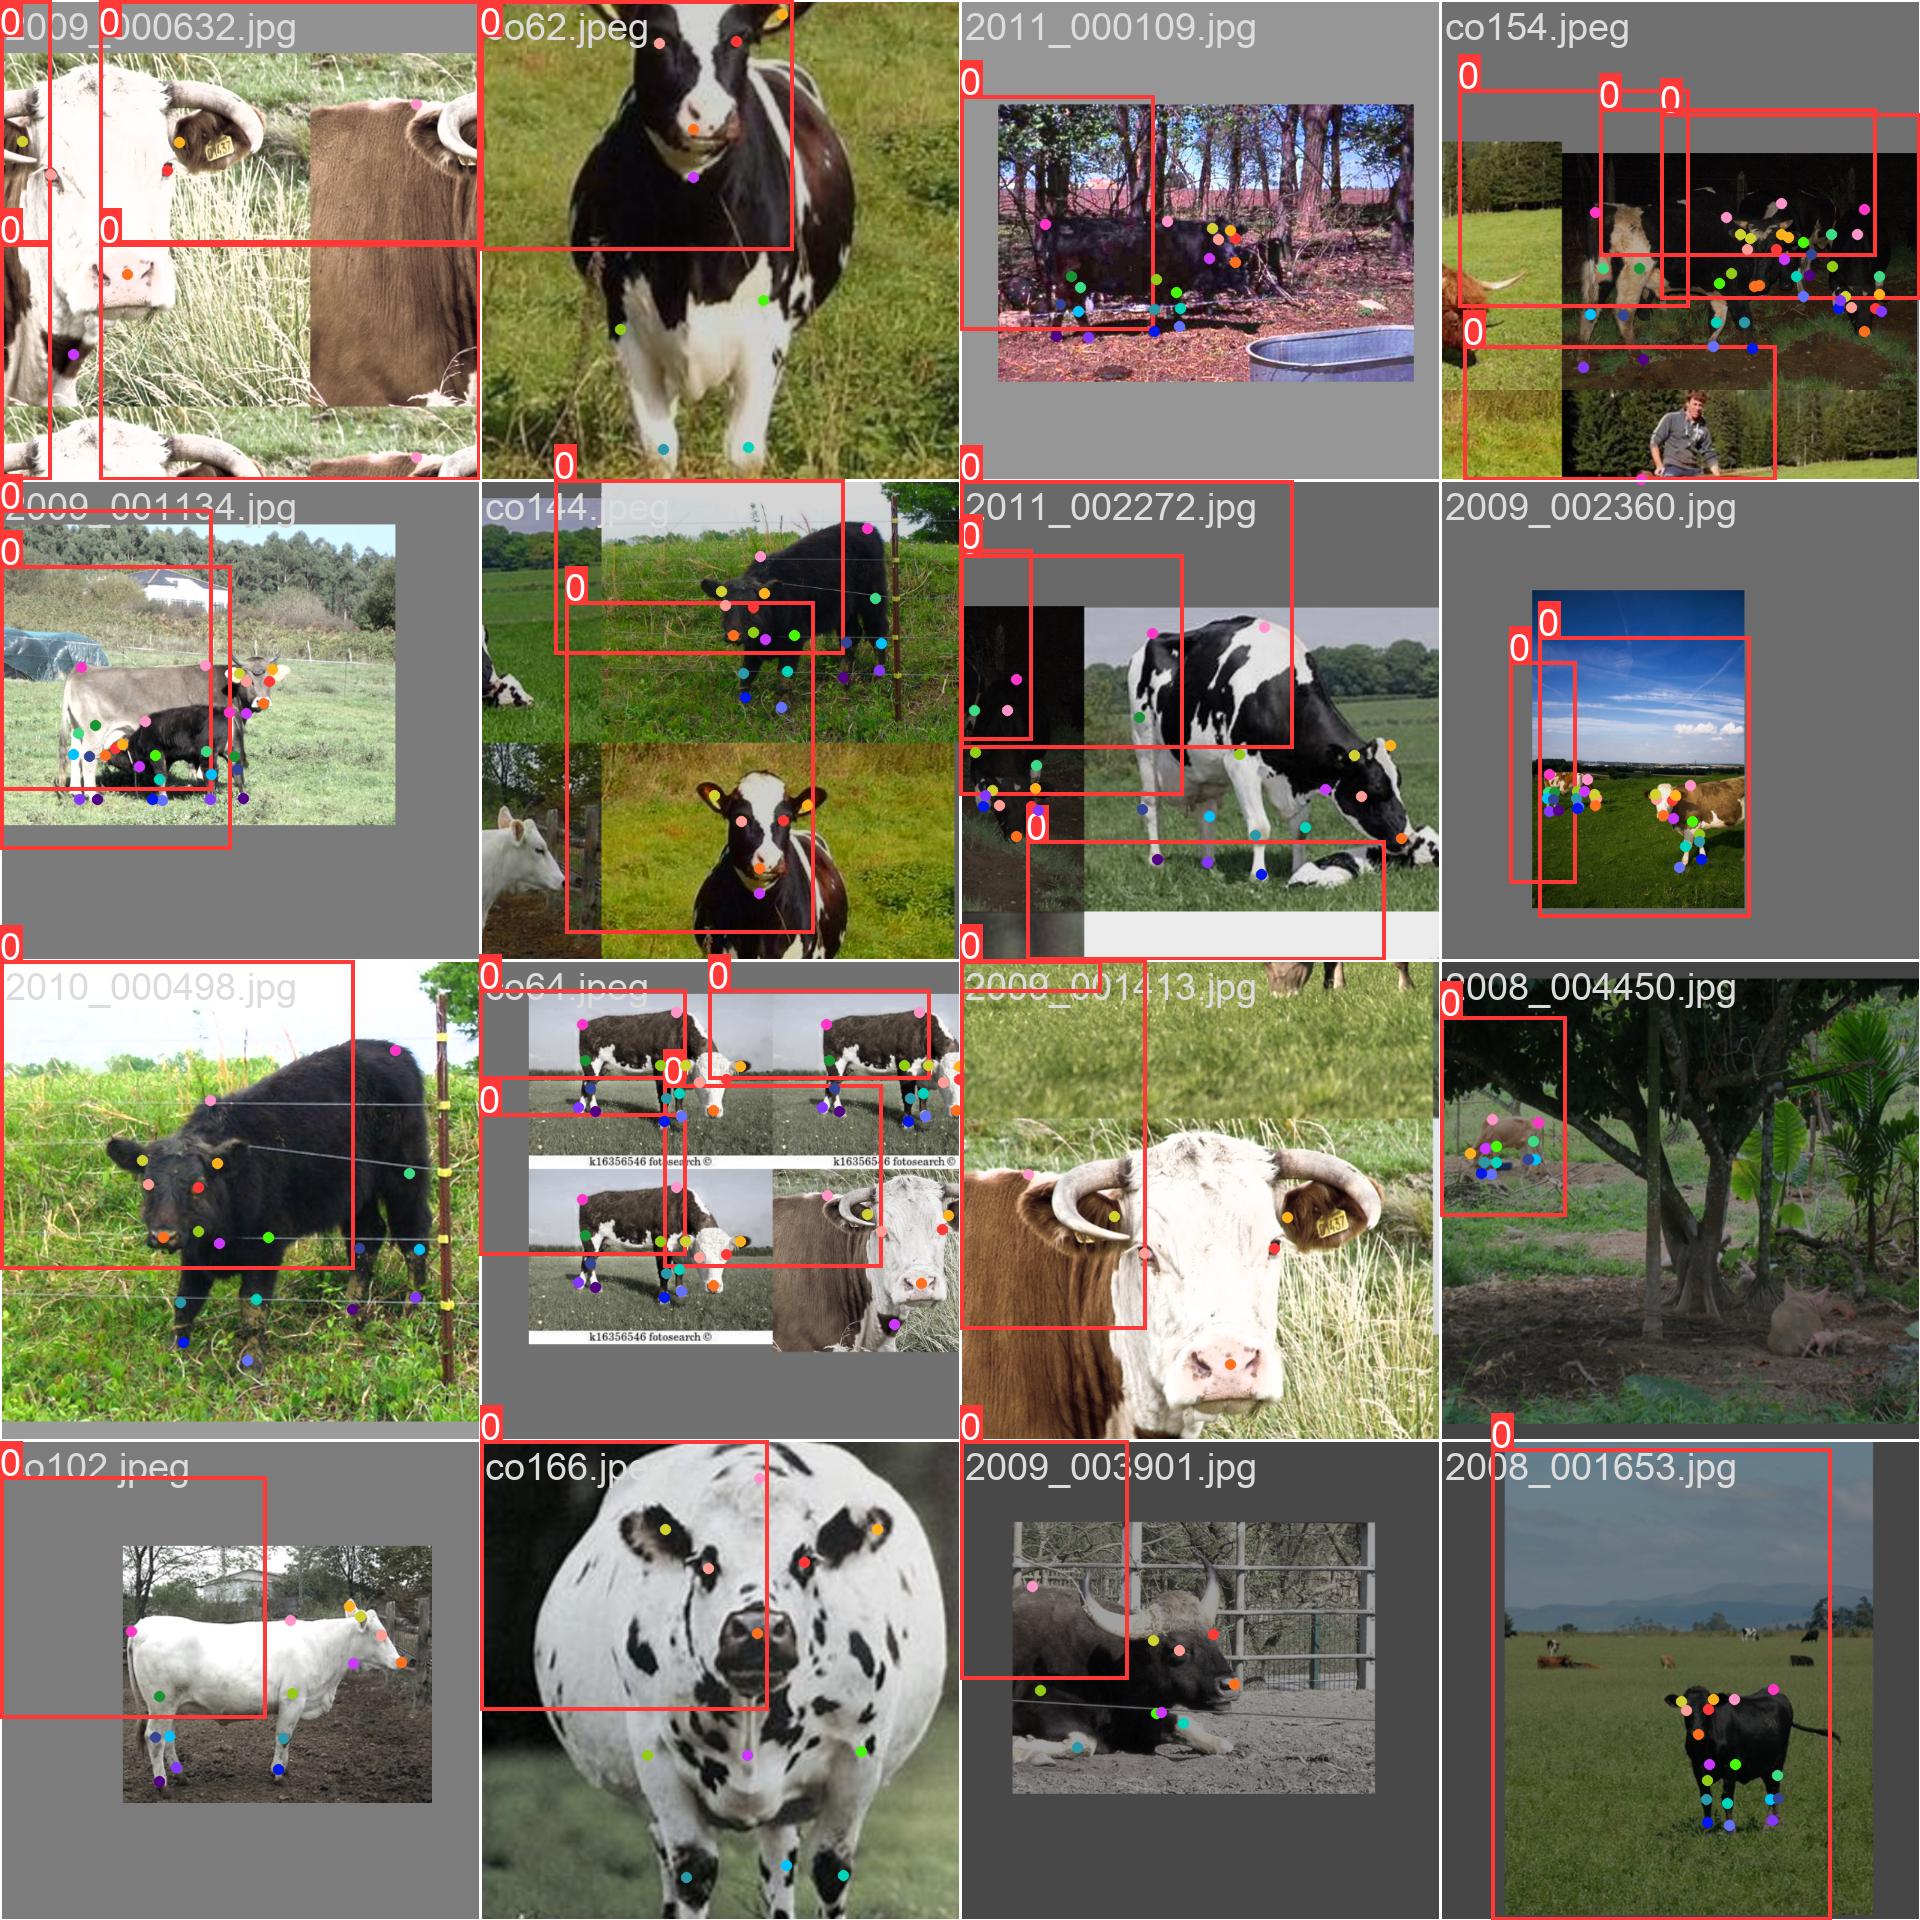 2009_000632.jpg
co62.jpeg
2011_000109.jpg
co154.jpeg
0
0
0
0
0
0
0
0
0
0
0
2009_001134.jpg
co144.jpeg
2011_002272.jpg
2009_002360.jpg
0
0
0
0
0
0
0
0
0
0
2010_000498.jpg
co64.jpeg
2009_001413.jpg
2008_004450.jpg
0
0
0
0
0
0
0
k16356546 fotosearch ©
k16356546 fotosearch ©
k16356546 fotosearch ©
co102.jpeg
co166.jpeg
2009_003901.jpg
2008_001653.jpg
0
0
0
0